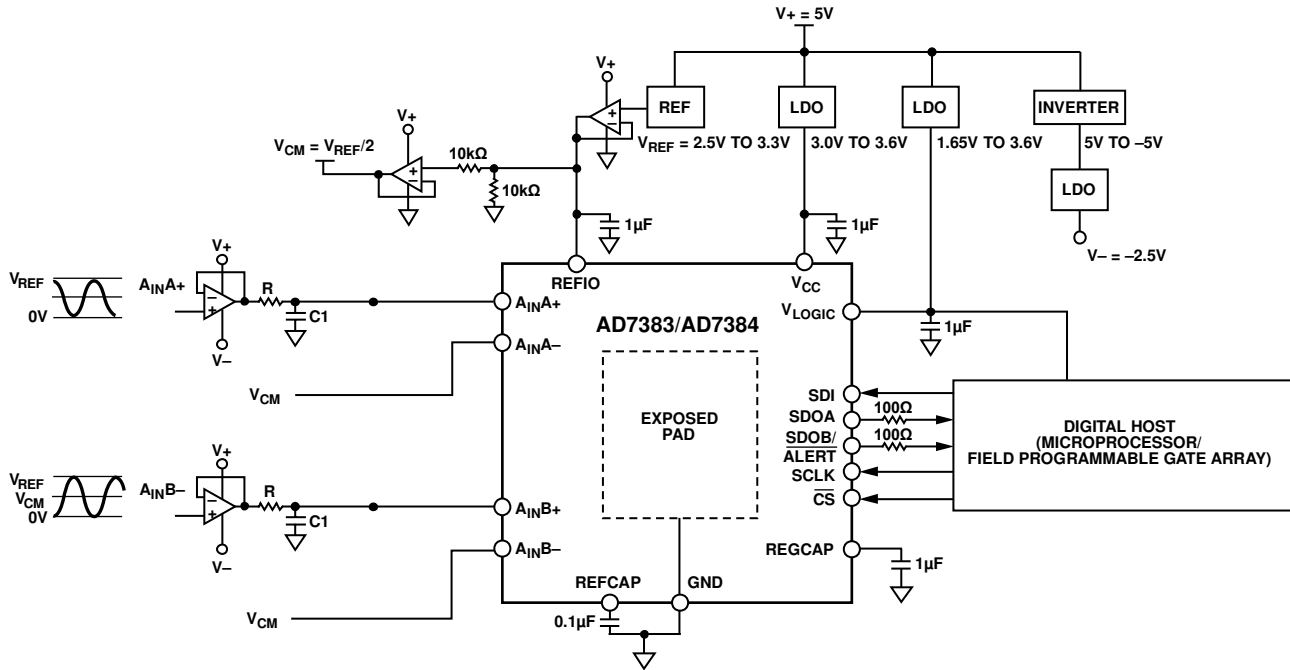 V+ = 5V
V+
REF
LDO
LDO
INVERTER
V+
VREF = 2.5V TO 3.3V
3.0V TO 3.6V
1.65V TO 3.6V
5V TO –5V
VCM = VREF/2
10kΩ
10kΩ
LDO
1µF
1µF
V– = –2.5V
V+
VREF
0V
AINA+
R
C1
V–
REFIO
VCC
AINA+
AD7383/AD7384
VLOGIC
1µF
AINA–
VCM
EXPOSED
PAD
SDI
SDOA
100Ω
SDOB/
ALERT
100Ω
SCLK
CS
DIGITAL HOST
(MICROPROCESSOR/
FIELD PROGRAMMABLE GATE ARRAY)
V+
VREF
VCM
0V
AINB–
R
C1
V–
AINB+
AINB–
REGCAP
1µF
VCM
REFCAP
GND
0.1µF